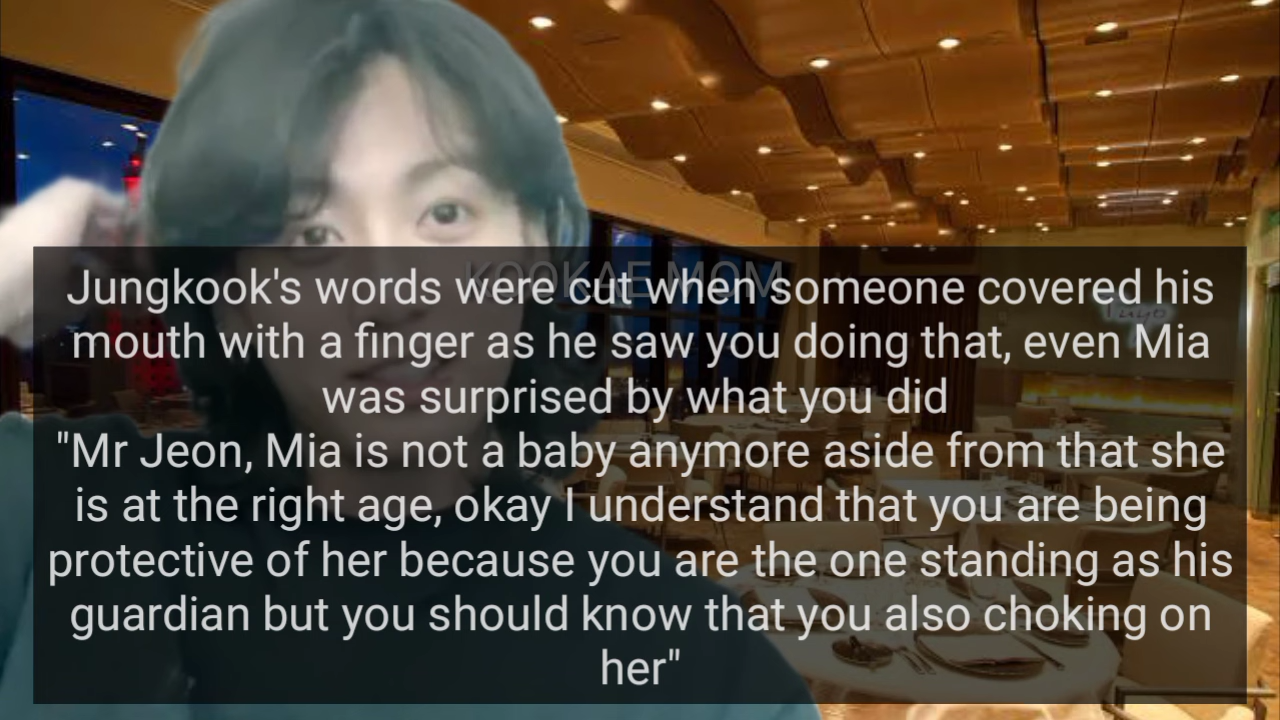 KOOKAE MOM
Jungkook's words were cut when someone covered his
mouth with a finger as he saw you doing that, even Mia
was surprised by what you did
"Mr Jeon, Mia is not a baby anymore aside from that she
is at the right age, okay I understand that you are being
protective of her because you are the one standing as his
guardian but you should know that you also choking on
her"